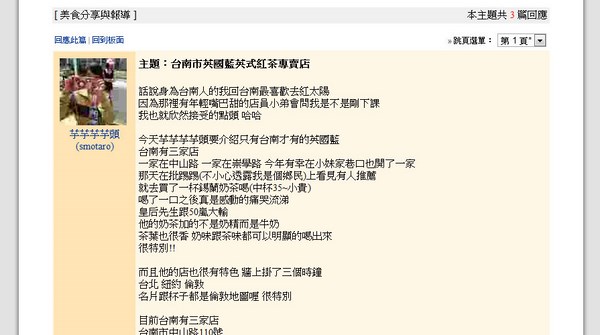 [ 美食分享與報導 ]
本主題共 3 篇回應
回應此篇 | 回到板面
» 跳頁選單： 第 1 頁*
芋芋芋芋頭
(smotaro)
主題：台南市英國藍英式紅茶專賣店
話說身為台南人的我回台南最喜歡去紅太陽
因為那裡有年輕嘴巴甜的店員小弟會問我是不是剛下課
我也就欣然接受的點頭 哈哈
今天芋芋芋芋頭要介紹只有台南才有的英國藍
台南有三家店
一家在中山路 一家在崇學路 今年有幸在小妹家巷口也開了一家
那天在批踢踢(不小心透露我是個鄉民)上看見有人推薦
就去買了一杯錫蘭奶茶喝(中杯35~小貴)
喝了一口之後真是感動的痛哭流涕
皇后先生跟50嵐大輸
他的奶茶加的不是奶精而是牛奶
茶葉也很香 奶味跟茶味都可以明顯的喝出來
很特別!!
而且他的店也很有特色 牆上掛了三個時鐘
台北 紐約 倫敦
名片跟杯子都是倫敦地圖喔 很特別
目前台南有三家店
台南市中山路110號